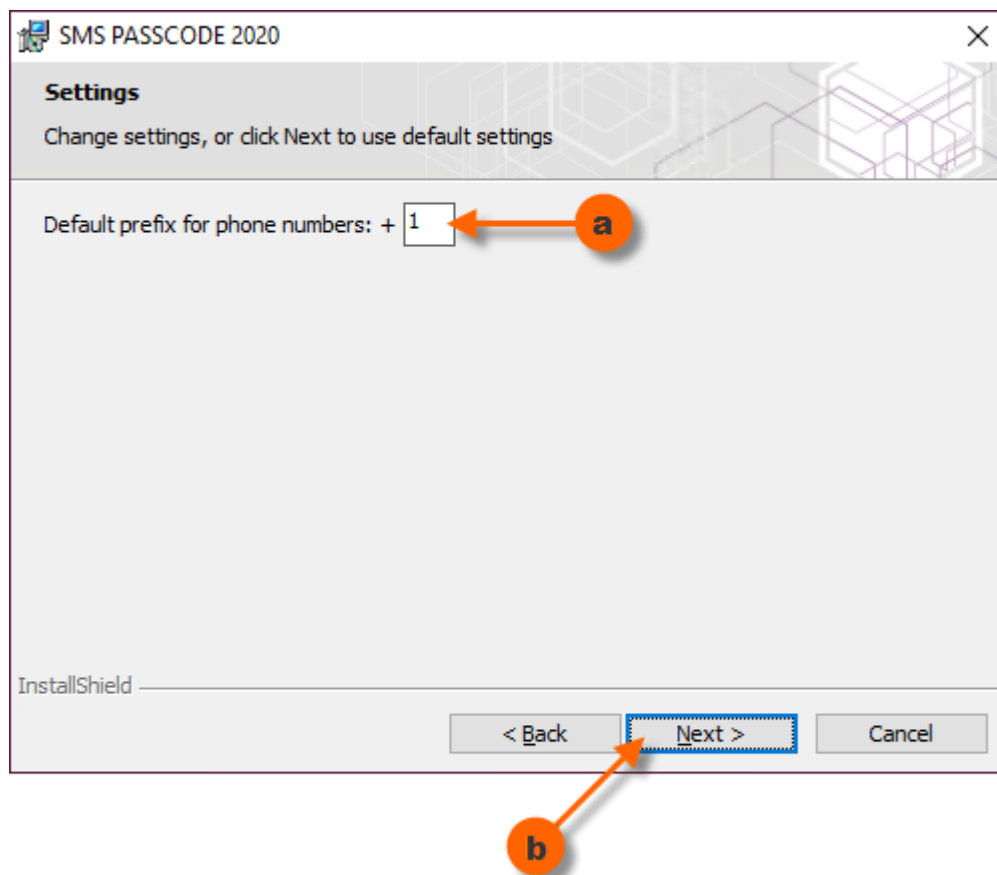 SMS PASSCODE 2020
Settings
Change settings, or click Next to use default settings
Default prefix for phone numbers: + 1
a
InstallShield
< Back Next > Cancel
b